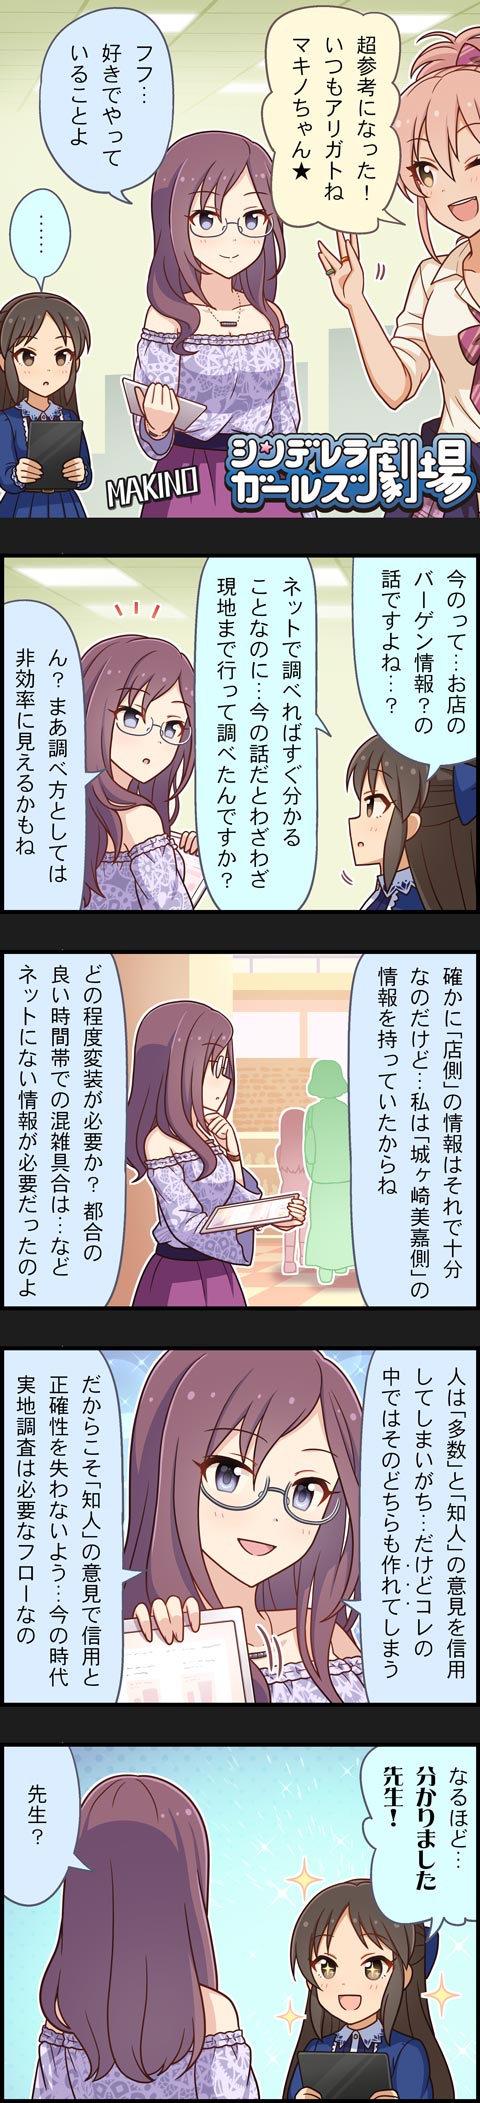 超参考になった！
いつもアリガトね
マキノちゃん★
フフ…
好きでやって
いることよ
……
MAKINO
シンデレラ
ガールズ劇場
今のって…お店の
バーゲン情報？の
話ですよね…？
ネットで調べればすぐ分かる
ことなのに…今の話だとわざわざ
現地まで行って調べたんですか？
ん？まあ調べ方としては
非効率に見えるかもね
確かに「店側」の情報はそれで十分
なのだけど…私は「城ヶ崎美嘉側」の
情報を持っていたからね
どの程度変装が必要か？都合の
良い時間帯での混雑具合は…など
ネットにない情報が必要だったのよ
人は「多数」と「知人」の意見を信用
してしまいがち…だけどコレの
中ではそのどちらも作れてしまう
だからこそ「知人」の意見で信用と
正確性を失わないよう…今の時代
実地調査は必要なフローなの
なるほど…
分かりました
先生！
先生？